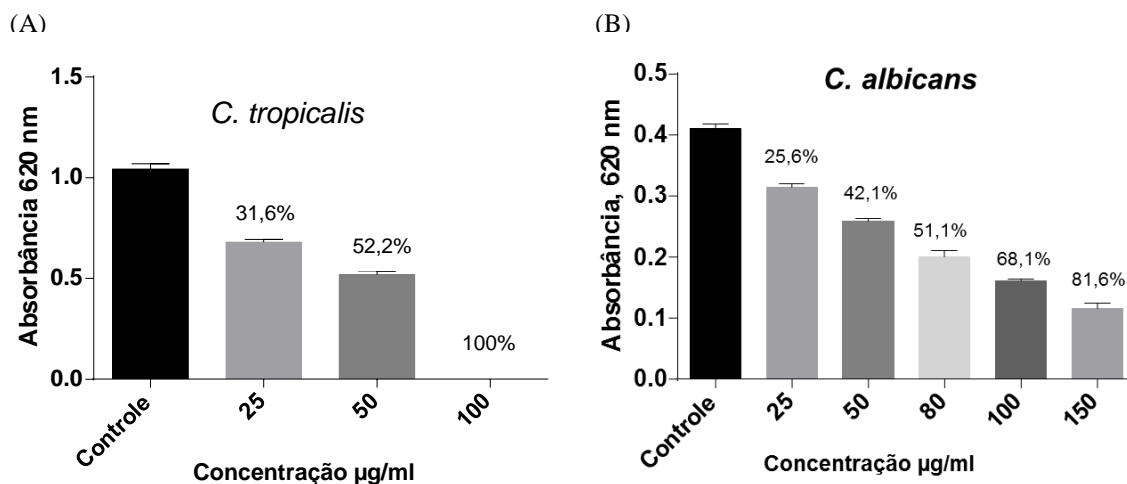 (A)
C. tropicalis
Absorbância 620 nm
1.5
1.0
0.5
0.0
31,6%
52,2%
100%
Controle
25
50
100
Concentração µg/ml
(B)
C. albicans
Absorbância, 620 nm
0.5
0.4
0.3
0.2
0.1
0.0
25,6%
42,1%
51,1%
68,1%
81,6%
Controle
25
50
80
100
150
Concentração µg/ml